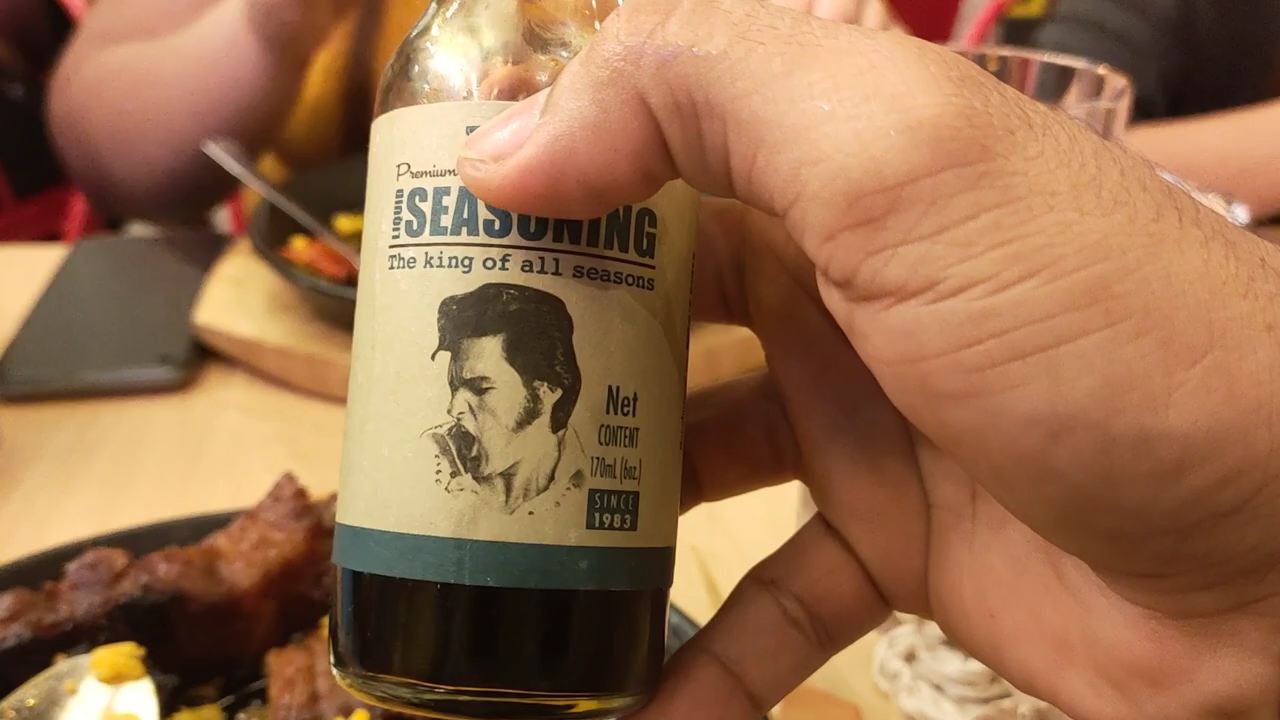 Premium
LIQUID
SEASONING
The king of all seasons
Net
CONTENT
170mL (6oz.)
SINCE
1983